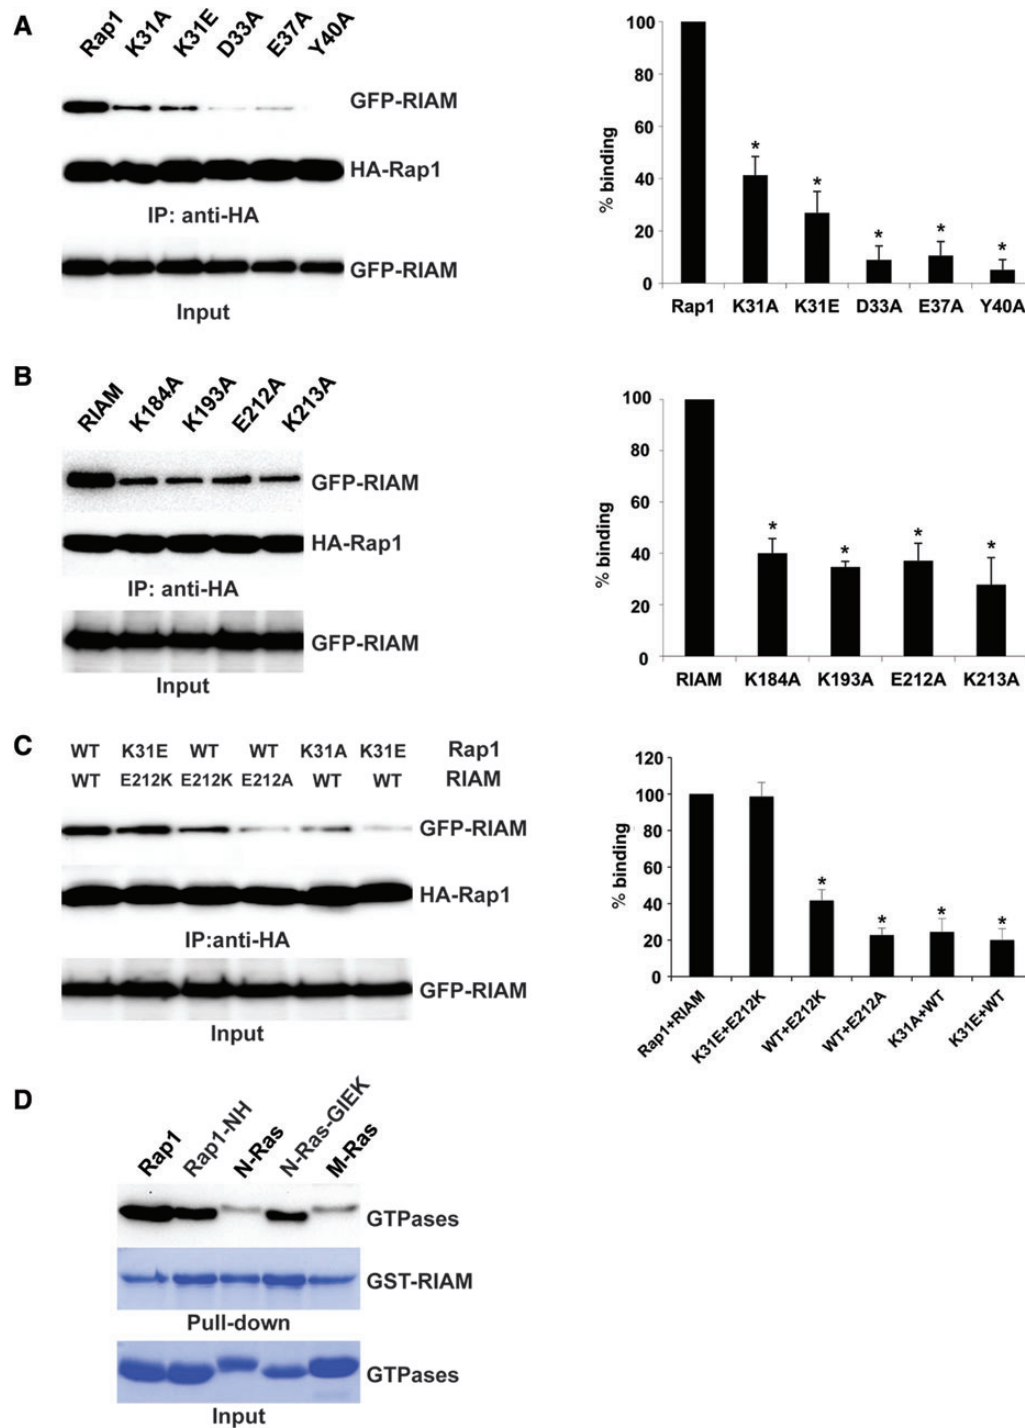 A
Rap1 K31A K31E D33A E37A Y40A
GFP-RIAM
HA-Rap1
IP: anti-HA
GFP-RIAM
Input
% binding
100
80
60
40
20
0
* * * * *
Rap1 K31A K31E D33A E37A Y40A
B
RIAM K184A K193A E212A K213A
GFP-RIAM
HA-Rap1
IP: anti-HA
GFP-RIAM
Input
% binding
100
80
60
40
20
0
* * * *
RIAM K184A K193A E212A K213A
C
WT K31E WT WT K31A K31E Rap1
WT E212K E212K E212A WT WT RIAM
GFP-RIAM
HA-Rap1
IP:anti-HA
GFP-RIAM
Input
% binding
120
100
80
60
40
20
0
* * * *
Rap1+RIAM K31E+E212K WT+E212K WT+E212A K31A+WT K31E+WT
D
Rap1 Rap1-NH N-Ras N-Ras-GIEK M-Ras
GTPases
GST-RIAM
Pull-down
GTPases
Input